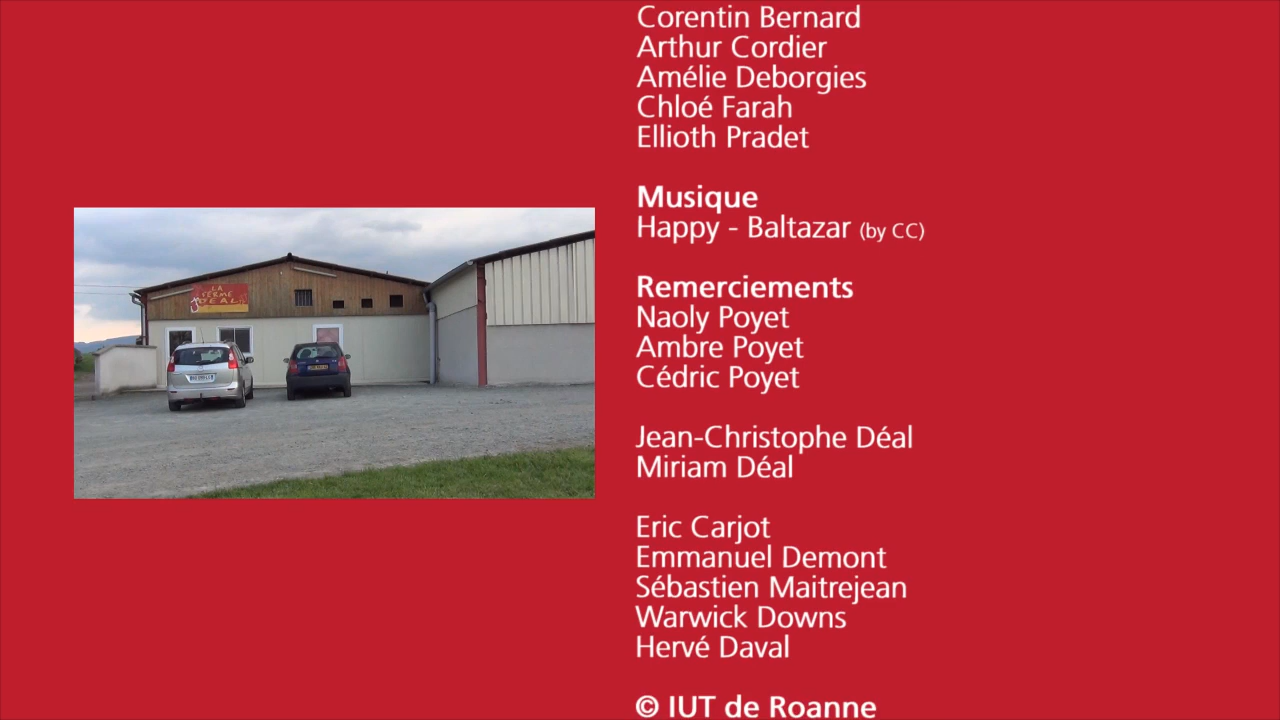 Corentin Bernard
Arthur Cordier
Amélie Deborgies
Chloé Farah
Ellioth Pradet
Musique
Happy - Baltazar (by CC)
Remerciements
Naoly Poyet
Ambre Poyet
Cédric Poyet
Jean-Christophe Déal
Miriam Déal
Eric Carjot
Emmanuel Demont
Sébastien Maitrejean
Warwick Downs
Hervé Daval
© IUT de Roanne
LA
FERME
DÉAL